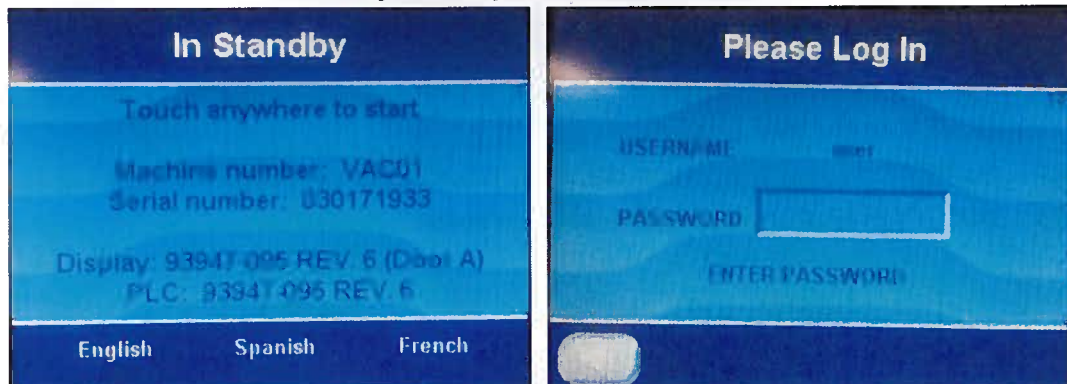 In Standby
Touch anywhere to start
Machine number: VAC01
Serial number: 030171933
Display: 93947-095 REV. 6 (Door A)
PLC: 93947-095 REV. 6
English Spanish French
Please Log In
USERNAME user
PASSWORD
ENTER PASSWORD